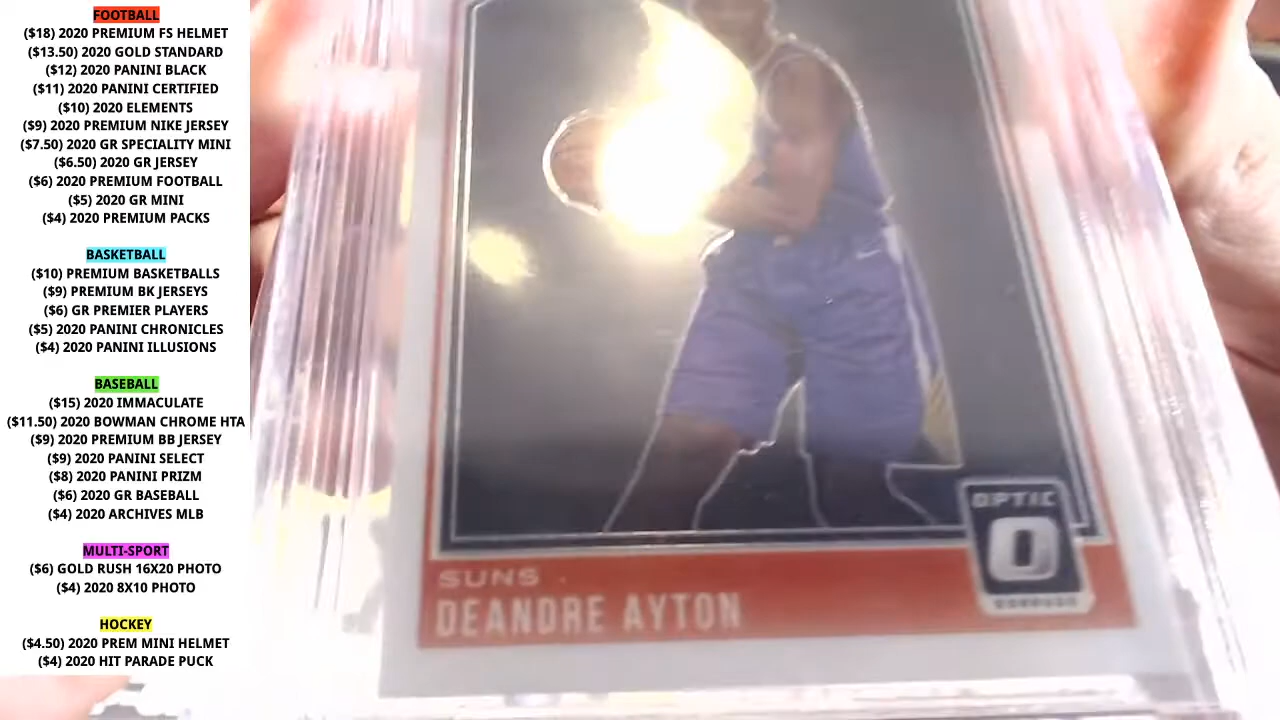 FOOTBALL
($18) 2020 PREMIUM FS HELMET
($13.50) 2020 GOLD STANDARD
($12) 2020 PANINI BLACK
($11) 2020 PANINI CERTIFIED
($10) 2020 ELEMENTS
($9) 2020 PREMIUM NIKE JERSEY
($7.50) 2020 GR SPECIALITY MINI
($6.50) 2020 GR JERSEY
($6) 2020 PREMIUM FOOTBALL
($5) 2020 GR MINI
($4) 2020 PREMIUM PACKS
BASKETBALL
($10) PREMIUM BASKETBALLS
($9) PREMIUM BK JERSEYS
($6) GR PREMIER PLAYERS
($5) 2020 PANINI CHRONICLES
($4) 2020 PANINI ILLUSIONS
BASEBALL
($15) 2020 IMMACULATE
($11.50) 2020 BOWMAN CHROME HTA
($9) 2020 PREMIUM BB JERSEY
($9) 2020 PANINI SELECT
($8) 2020 PANINI PRIZM
($6) 2020 GR BASEBALL
($4) 2020 ARCHIVES MLB
MULTI-SPORT
($6) GOLD RUSH 16X20 PHOTO
($4) 2020 8X10 PHOTO
HOCKEY
($4.50) 2020 PREM MINI HELMET
($4) 2020 HIT PARADE PUCK
OPTIC
O
SUNS
DEANDRE AYTON